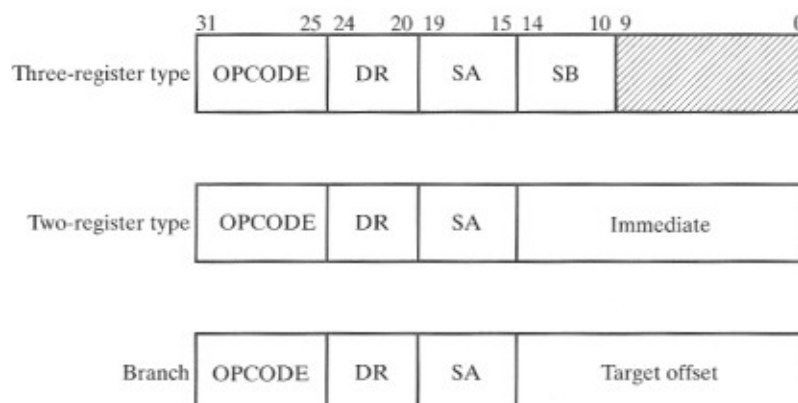 31 25 24 20 19 15 14 10 9
Three-register type OPCODE DR SA SB
Two-register type OPCODE DR SA Immediate
Branch OPCODE DR SA Target offset